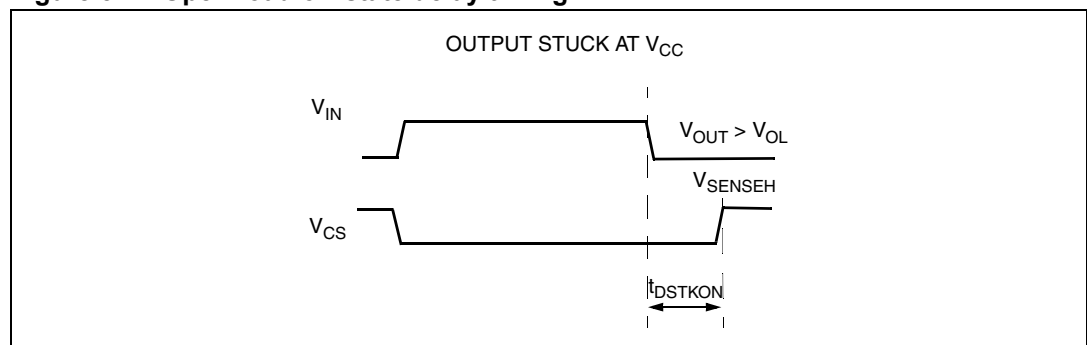 OUTPUT STUCK AT VCC
VIN
VOUT > VOL
VSENSEH
VCS
tDSTKON